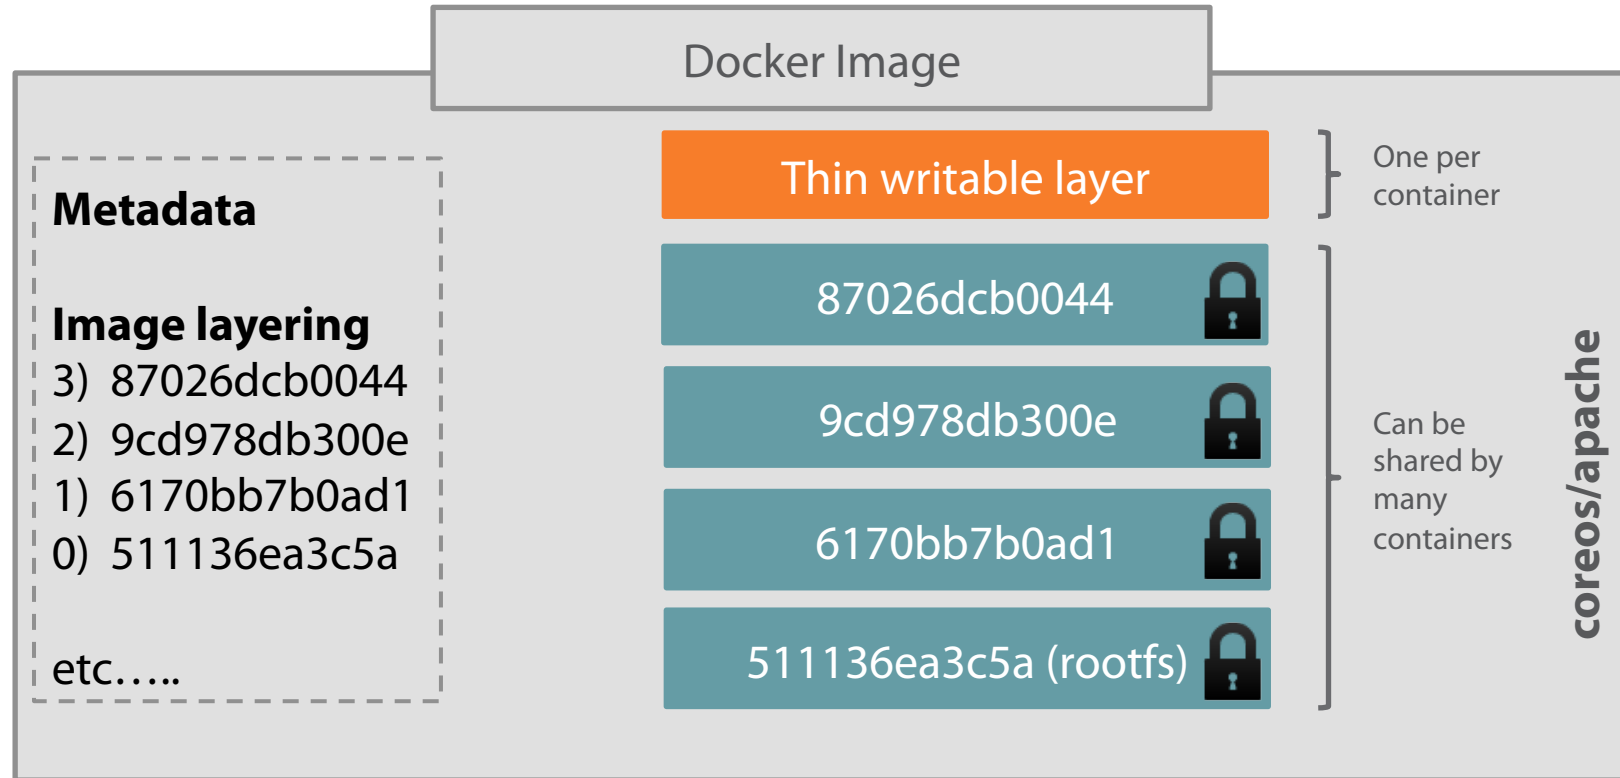 Docker Image
Metadata
Image layering
3) 87026dcb0044
2) 9cd978db300e
1) 6170bb7b0ad1
0) 511136ea3c5a
etc…..
Thin writable layer
87026dcb0044
9cd978db300e
6170bb7b0ad1
511136ea3c5a (rootfs)
One per
container
Can be
shared by
many
containers
coreos/apache